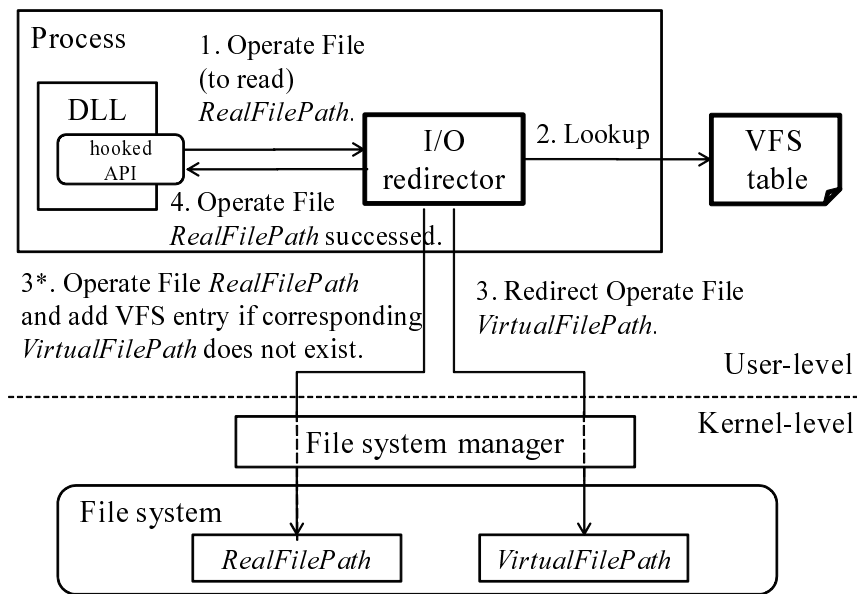 Process
1. Operate File
(to read)
RealFilePath.
DLL
hooked
API
I/O
redirector
2. Lookup
VFS
table
4. Operate File
RealFilePath successed.
3*. Operate File RealFilePath
and add VFS entry if corresponding
VirtualFilePath does not exist.
3. Redirect Operate File
VirtualFilePath.
User-level
Kernel-level
File system manager
File system
RealFilePath
VirtualFilePath